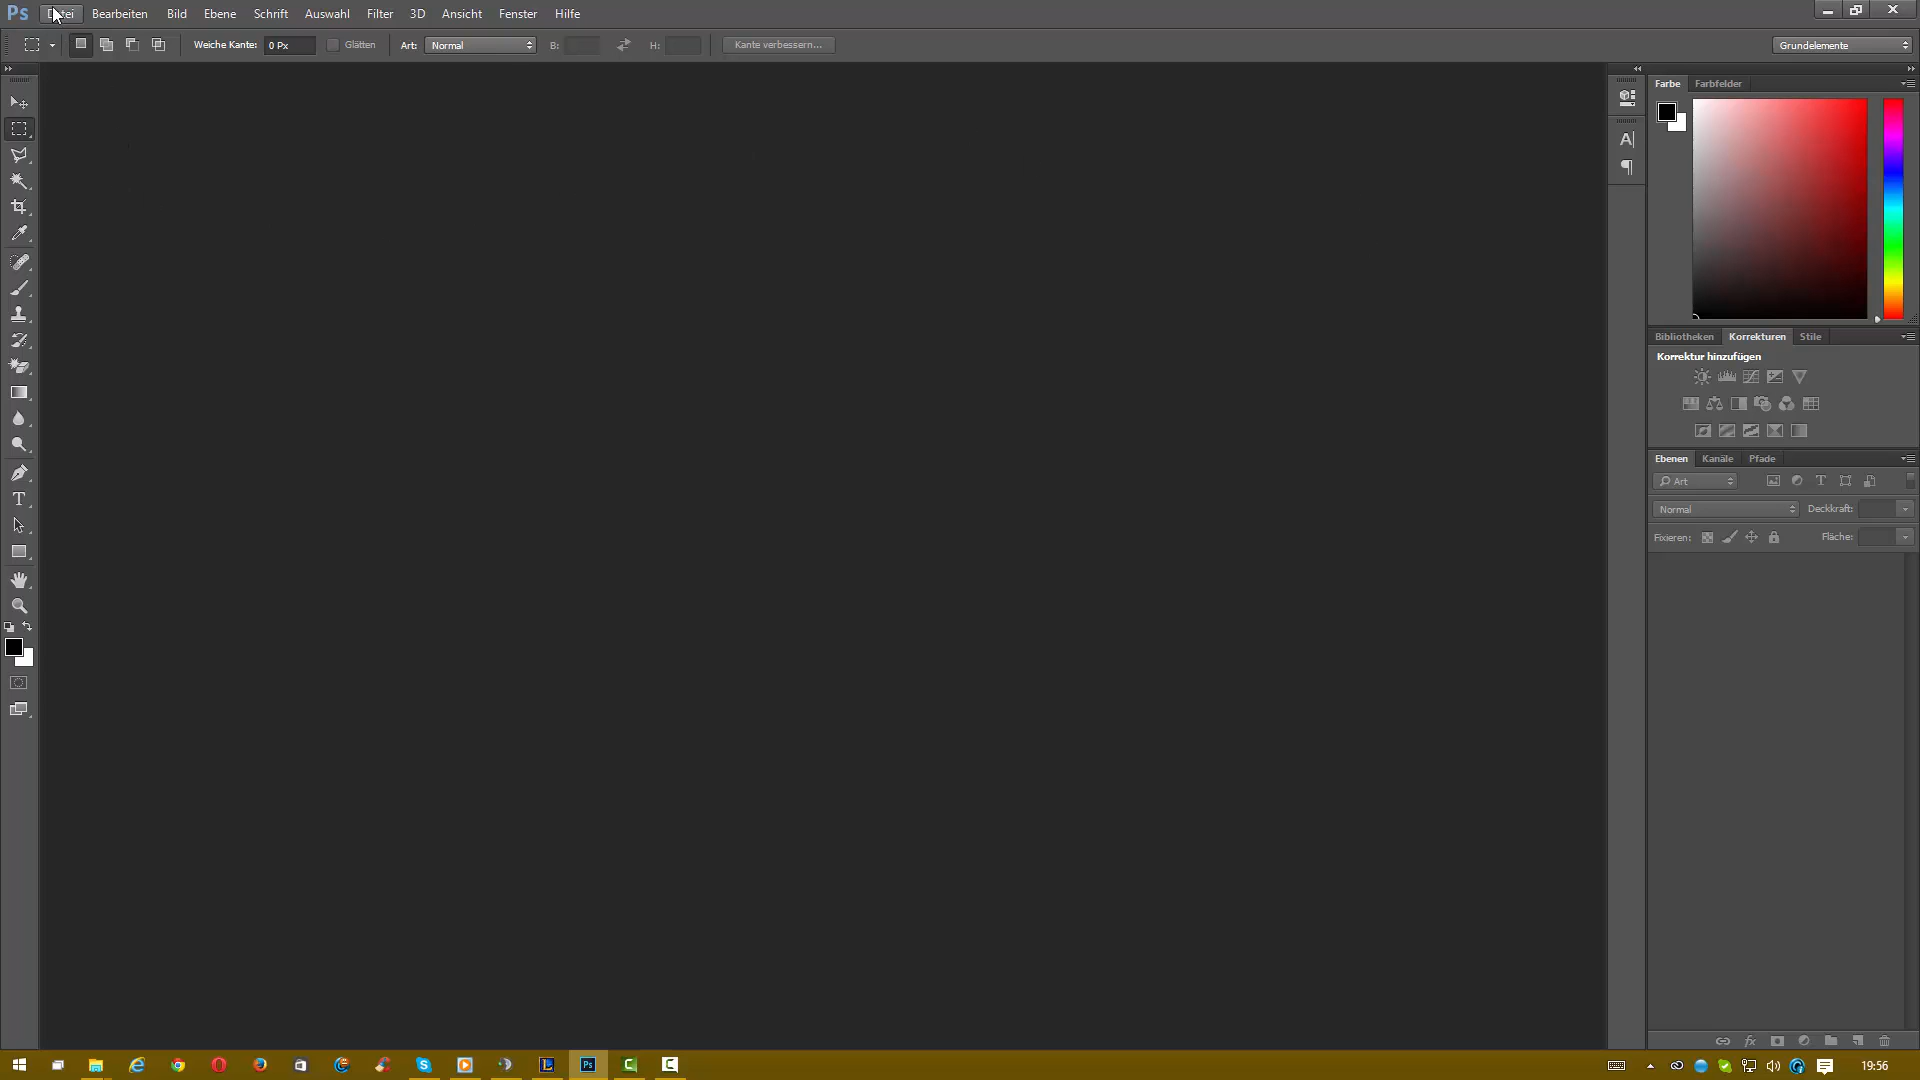 Ps Datei Bearbeiten Bild Ebene Schrift Auswahl Filter 3D Ansicht Fenster Hilfe
Weiche Kante: 0 Px Glätten Art: Normal B: H: Kante verbessern... Grundelemente
Farbe Farbfelder
A
Bibliotheken Korrekturen Stile
Korrektur hinzufügen
Ebenen Kanäle Pfade
Art T
Normal Deckkraft:
Fixieren: Fläche:
T
fx
Ps 19:56